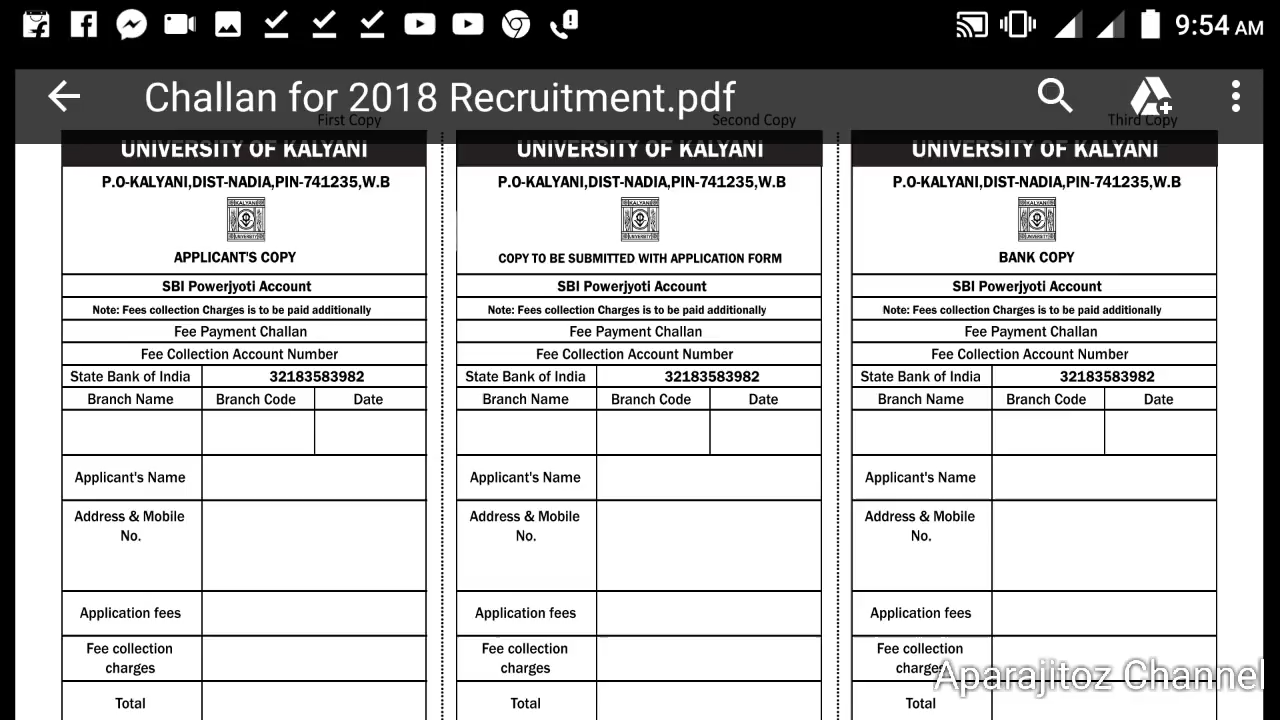 9:54 AM
Challan for 2018 Recruitment.pdf
First Copy
UNIVERSITY OF KALYANI
P.O-KALYANI,DIST-NADIA,PIN-741235,W.B
KALYANI
UNIVERSITY
APPLICANT'S COPY
SBI Powerjyoti Account
Note: Fees collection Charges is to be paid additionally
Fee Payment Challan
Fee Collection Account Number
State Bank of India 32183583982
Branch Name Branch Code Date
Applicant's Name
Address & Mobile
No.
Application fees
Fee collection
charges
Total
Second Copy
UNIVERSITY OF KALYANI
P.O-KALYANI,DIST-NADIA,PIN-741235,W.B
KALYANI
UNIVERSITY
COPY TO BE SUBMITTED WITH APPLICATION FORM
SBI Powerjyoti Account
Note: Fees collection Charges is to be paid additionally
Fee Payment Challan
Fee Collection Account Number
State Bank of India 32183583982
Branch Name Branch Code Date
Applicant's Name
Address & Mobile
No.
Application fees
Fee collection
charges
Total
Third Copy
UNIVERSITY OF KALYANI
P.O-KALYANI,DIST-NADIA,PIN-741235,W.B
KALYANI
UNIVERSITY
BANK COPY
SBI Powerjyoti Account
Note: Fees collection Charges is to be paid additionally
Fee Payment Challan
Fee Collection Account Number
State Bank of India 32183583982
Branch Name Branch Code Date
Applicant's Name
Address & Mobile
No.
Application fees
Fee collection
charges
Total
Aparajitoz Channel